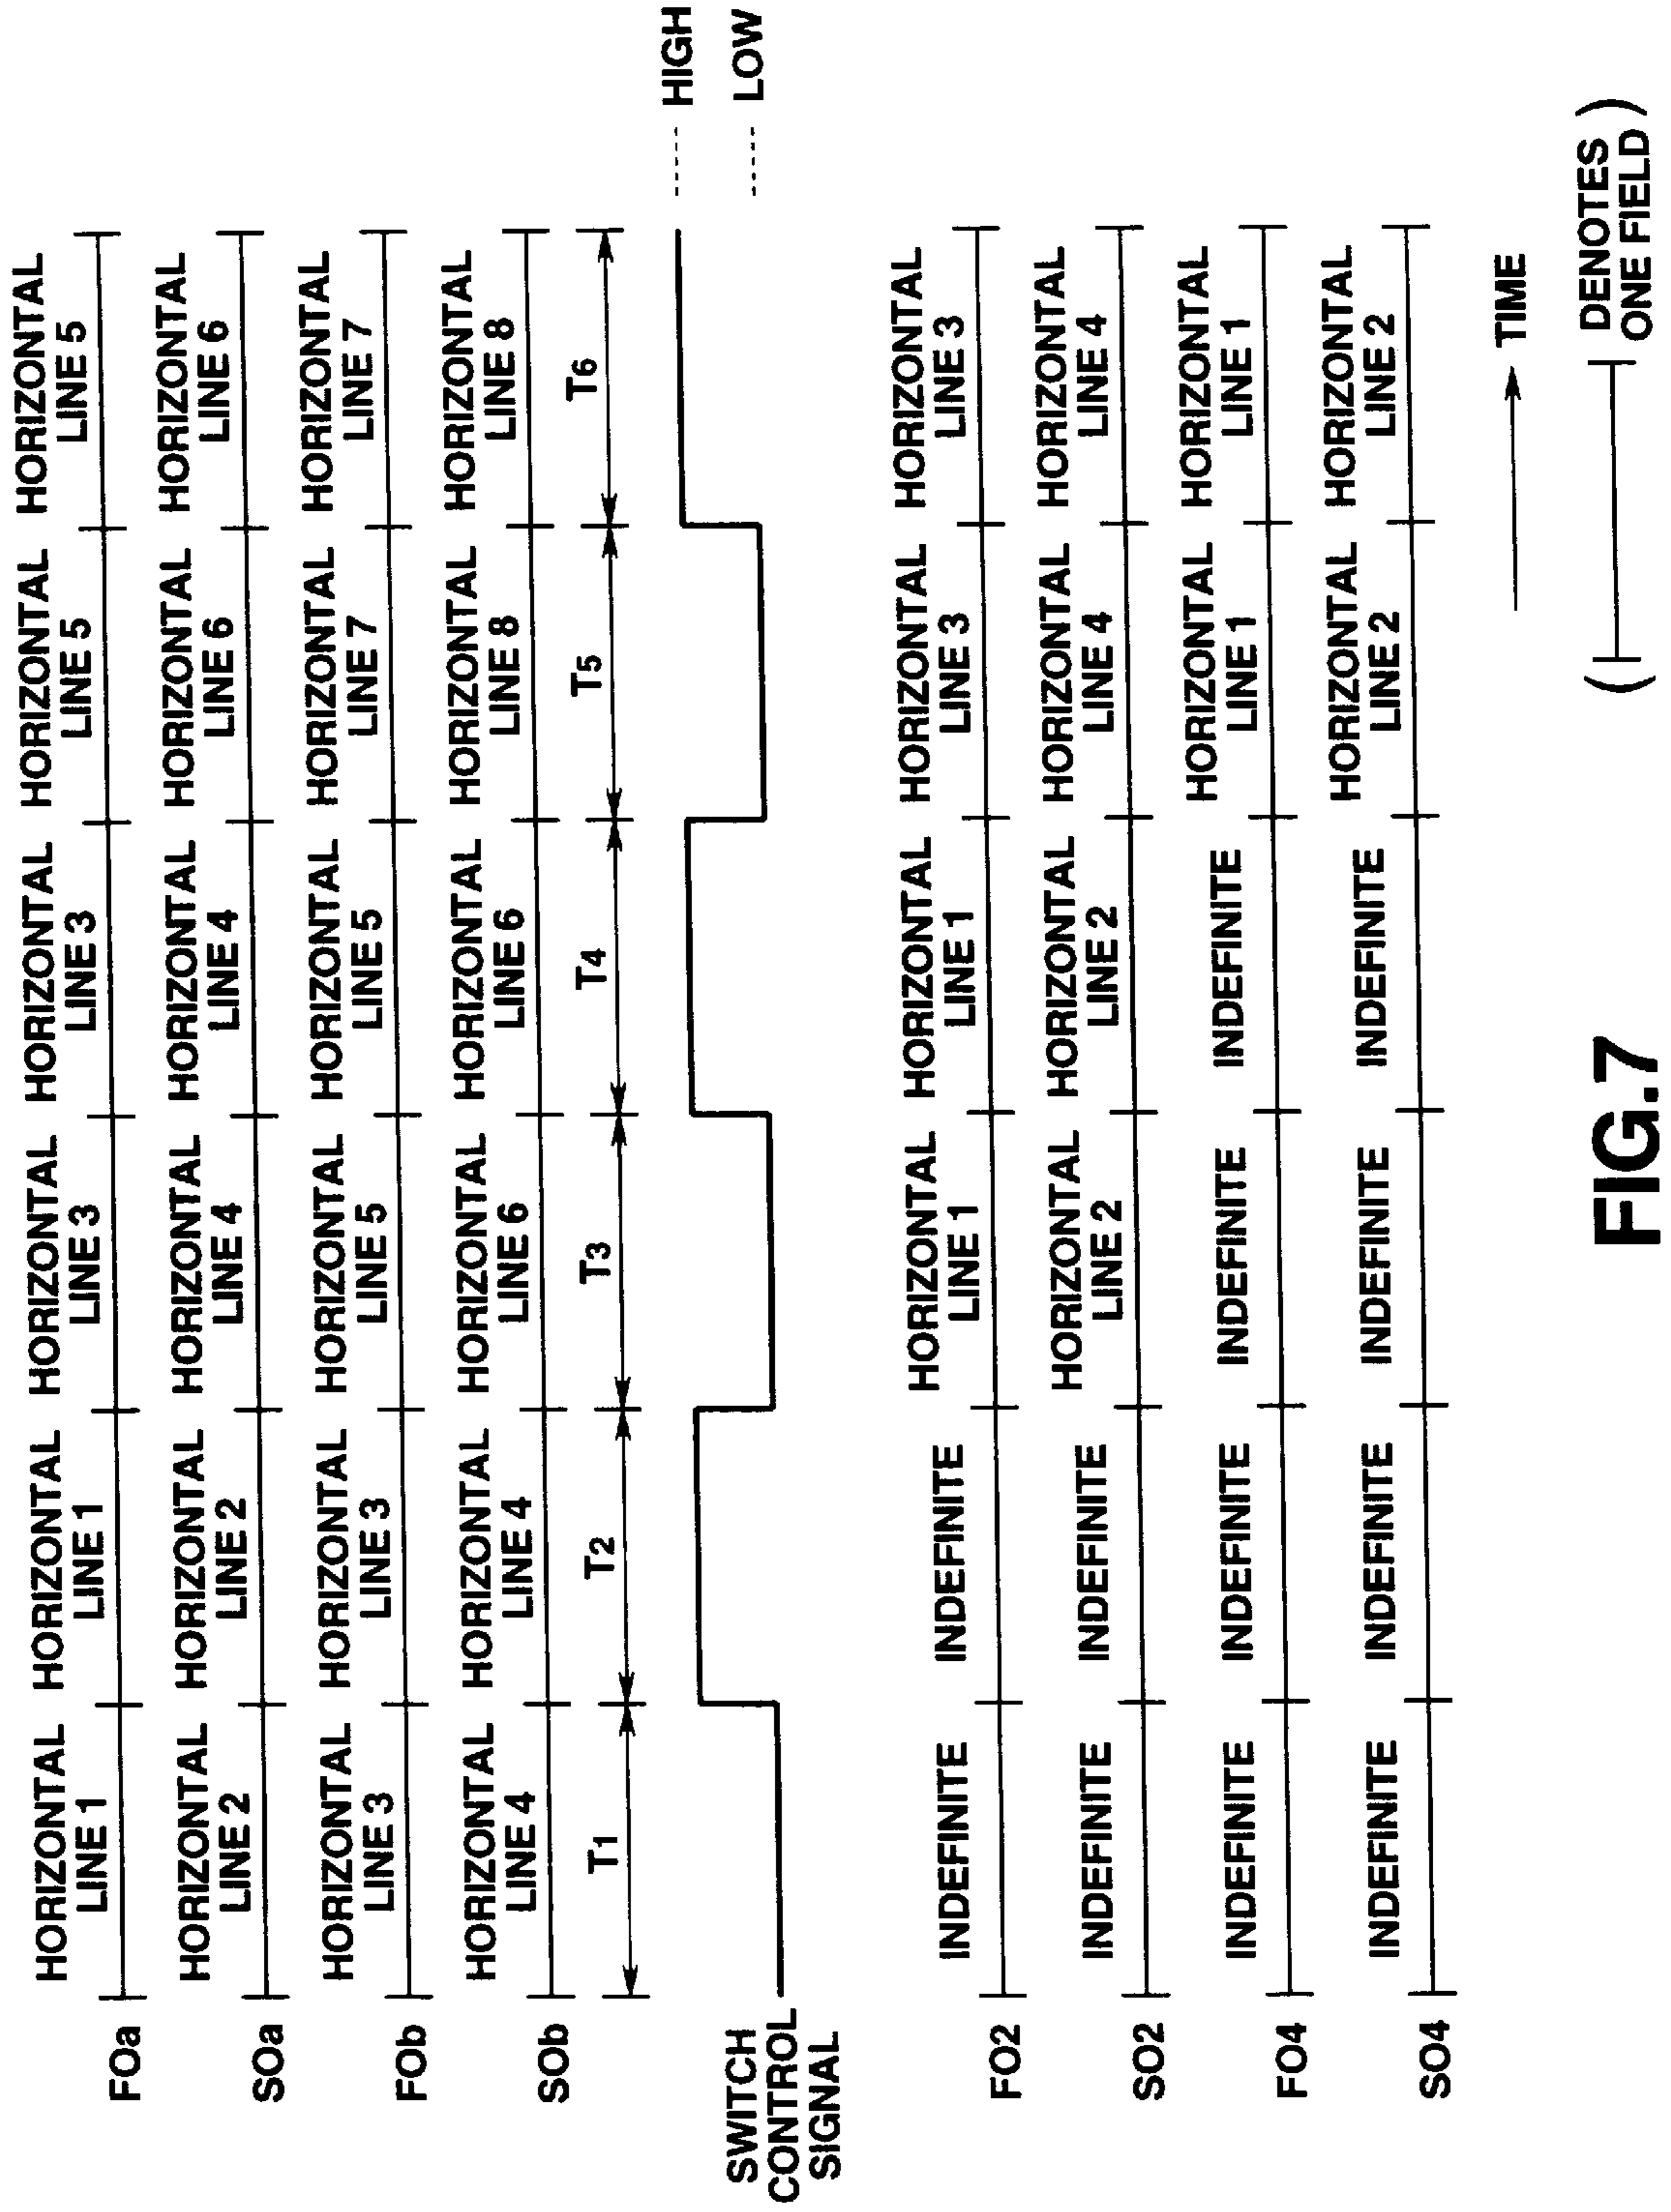 HORIZONTAL LINE 1 HORIZONTAL LINE 1 HORIZONTAL LINE 3 HORIZONTAL LINE 3 HORIZONTAL LINE 5 HORIZONTAL LINE 5
FOa
HORIZONTAL LINE 2 HORIZONTAL LINE 2 HORIZONTAL LINE 4 HORIZONTAL LINE 4 HORIZONTAL LINE 6 HORIZONTAL LINE 6
SOa
HORIZONTAL LINE 3 HORIZONTAL LINE 3 HORIZONTAL LINE 5 HORIZONTAL LINE 5 HORIZONTAL LINE 7 HORIZONTAL LINE 7
FOb
HORIZONTAL LINE 4 HORIZONTAL LINE 4 HORIZONTAL LINE 6 HORIZONTAL LINE 6 HORIZONTAL LINE 8 HORIZONTAL LINE 8
SOb
T1 T2 T3 T4 T5 T6
HIGH
LOW
SWITCH
CONTROL
SIGNAL
INDEFINITE INDEFINITE HORIZONTAL LINE 1 HORIZONTAL LINE 1 HORIZONTAL LINE 3 HORIZONTAL LINE 3
FO2
INDEFINITE INDEFINITE HORIZONTAL LINE 2 HORIZONTAL LINE 2 HORIZONTAL LINE 4 HORIZONTAL LINE 4
SO2
INDEFINITE INDEFINITE INDEFINITE INDEFINITE HORIZONTAL LINE 1 HORIZONTAL LINE 1
FO4
INDEFINITE INDEFINITE INDEFINITE INDEFINITE HORIZONTAL LINE 2 HORIZONTAL LINE 2
SO4
TIME
( DENOTES
ONE FIELD )
FIG.7